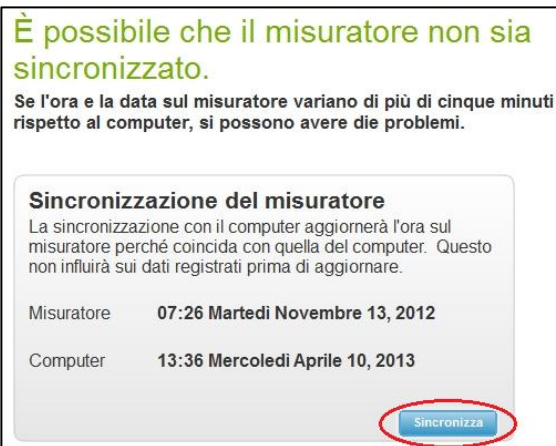 È possibile che il misuratore non sia
sincronizzato.
Se l'ora e la data sul misuratore variano di più di cinque minuti
rispetto al computer, si possono avere die problemi.
Sincronizzazione del misuratore
La sincronizzazione con il computer aggiornerà l'ora sul
misuratore perché coincida con quella del computer. Questo
non influirà sui dati registrati prima di aggiornare.
Misuratore 07:26 Martedì Novembre 13, 2012
Computer 13:36 Mercoledì Aprile 10, 2013
Sincronizza